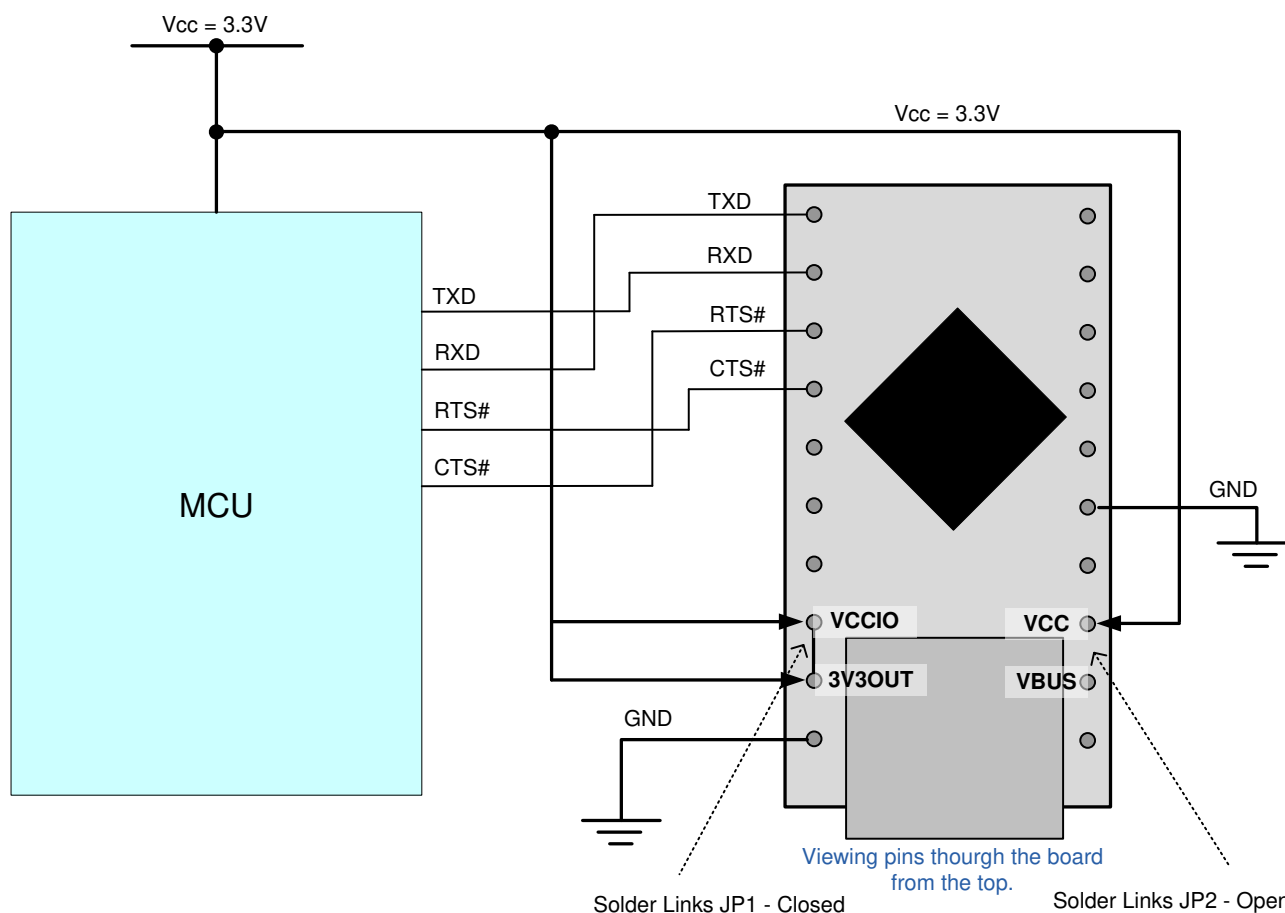 Vcc = 3.3V
Vcc = 3.3V
TXD
RXD
TXD
RTS#
RXD
CTS#
RTS#
CTS#
MCU
GND
VCCIO
VCC
3V3OUT
VBUS
GND
Viewing pins thourgh the board
from the top.
Solder Links JP1 - Closed
Solder Links JP2 - Open